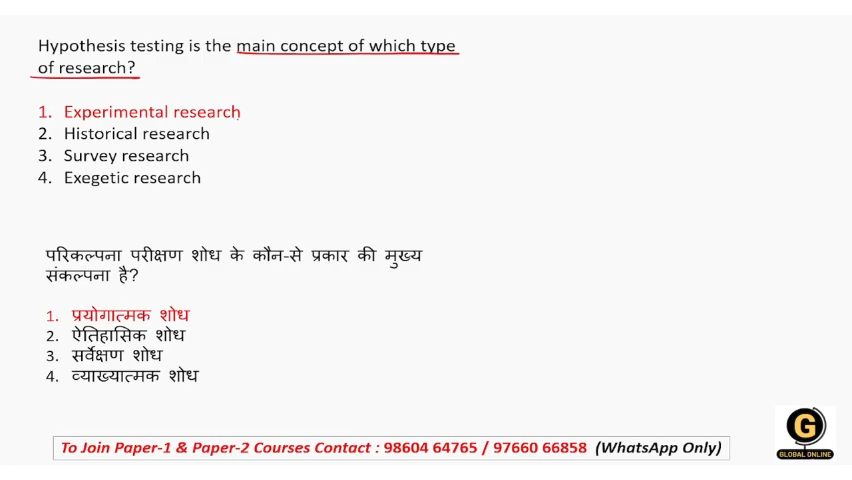 Hypothesis testing is the main concept of which type
of research?
1. Experimental research
2. Historical research
3. Survey research
4. Exegetic research
परिकल्पना परीक्षण शोध के कौन-से प्रकार की मुख्य
संकल्पना है?
1. प्रयोगात्मक शोध
2. ऐतिहासिक शोध
3. सर्वेक्षण शोध
4. व्याख्यात्मक शोध
To Join Paper-1 & Paper-2 Courses Contact : 98604 64765 / 97660 66858 (WhatsApp Only)
G
GLOBAL ONLINE